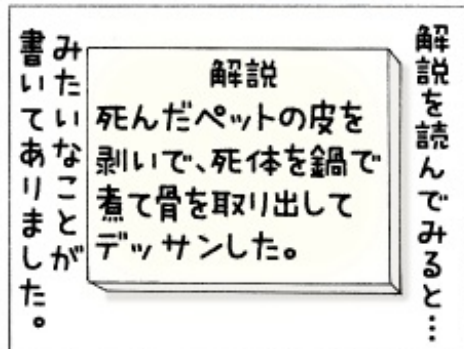 解説を読んでみると…
解説
死んだペットの皮を
剥いで、死体を鍋で
煮て骨を取り出して
デッサンした。
みたいなことが
書いてありました。